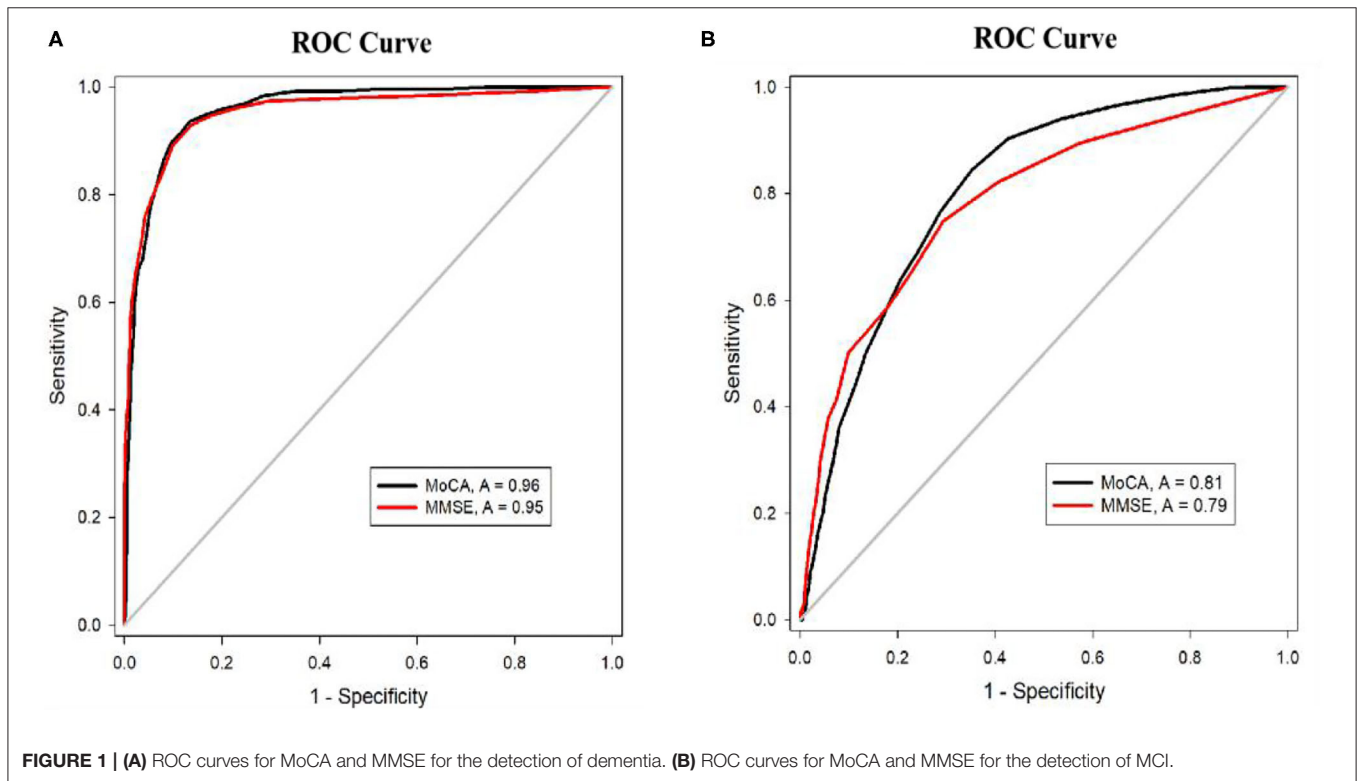 A
ROC Curve
1.0
0.8
0.6
0.4
0.2
0.0
Sensitivity
MoCA, A = 0.96
MMSE, A = 0.95
0.0 0.2 0.4 0.6 0.8 1.0
1 - Specificity
B
ROC Curve
1.0
0.8
0.6
0.4
0.2
0.0
Sensitivity
MoCA, A = 0.81
MMSE, A = 0.79
0.0 0.2 0.4 0.6 0.8 1.0
1 - Specificity
FIGURE 1 | (A) ROC curves for MoCA and MMSE for the detection of dementia. (B) ROC curves for MoCA and MMSE for the detection of MCI.